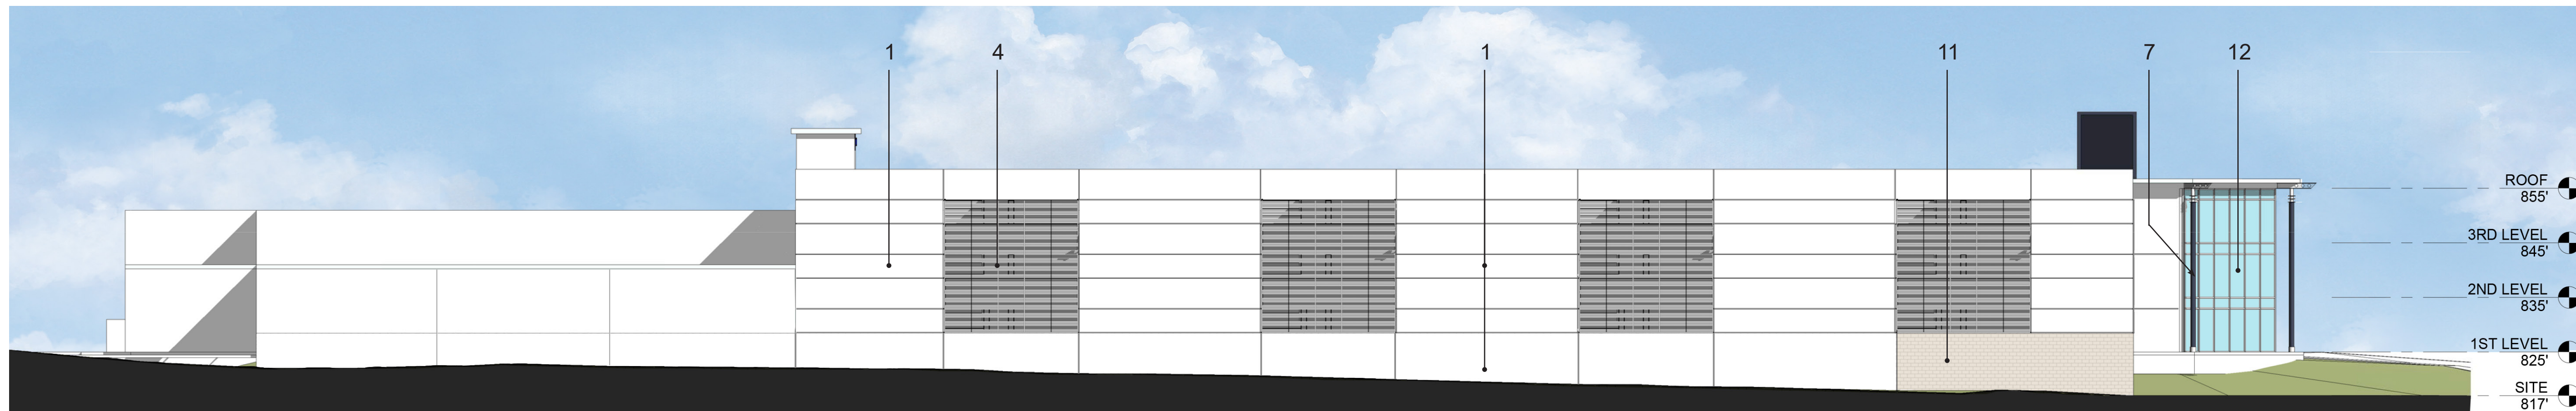 1
4
1
11
7
12
ROOF
855'
3RD LEVEL
845'
2ND LEVEL
835'
1ST LEVEL
825'
SITE
817'